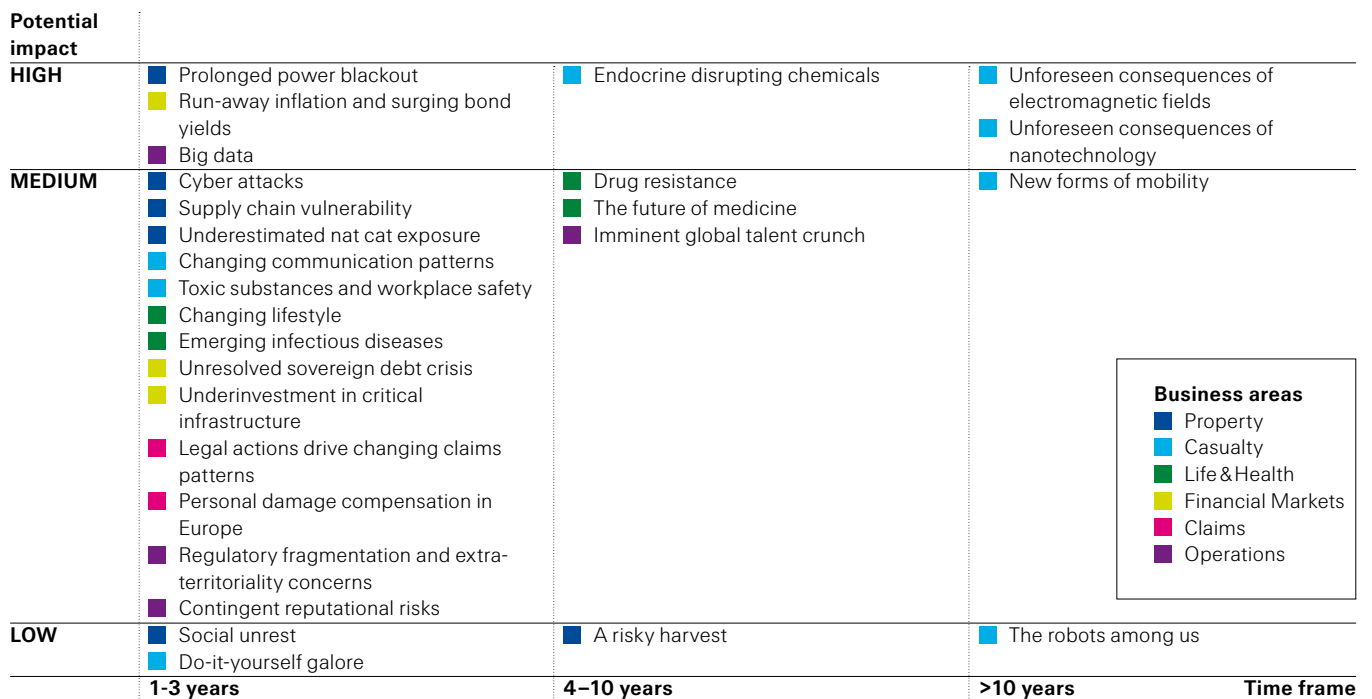 Potential
impact
HIGH
Prolonged power blackout
Run-away inflation and surging bond
yields
Big data
Endocrine disrupting chemicals
Unforeseen consequences of
electromagnetic fields
Unforeseen consequences of
nanotechnology
MEDIUM
Cyber attacks
Supply chain vulnerability
Underestimated nat cat exposure
Changing communication patterns
Toxic substances and workplace safety
Changing lifestyle
Emerging infectious diseases
Unresolved sovereign debt crisis
Underinvestment in critical
infrastructure
Legal actions drive changing claims
patterns
Personal damage compensation in
Europe
Regulatory fragmentation and extra-
territoriality concerns
Contingent reputational risks
Drug resistance
The future of medicine
Imminent global talent crunch
New forms of mobility
Business areas
Property
Casualty
Life & Health
Financial Markets
Claims
Operations
LOW
Social unrest
Do-it-yourself galore
A risky harvest
The robots among us
1-3 years
4–10 years
>10 years
Time frame